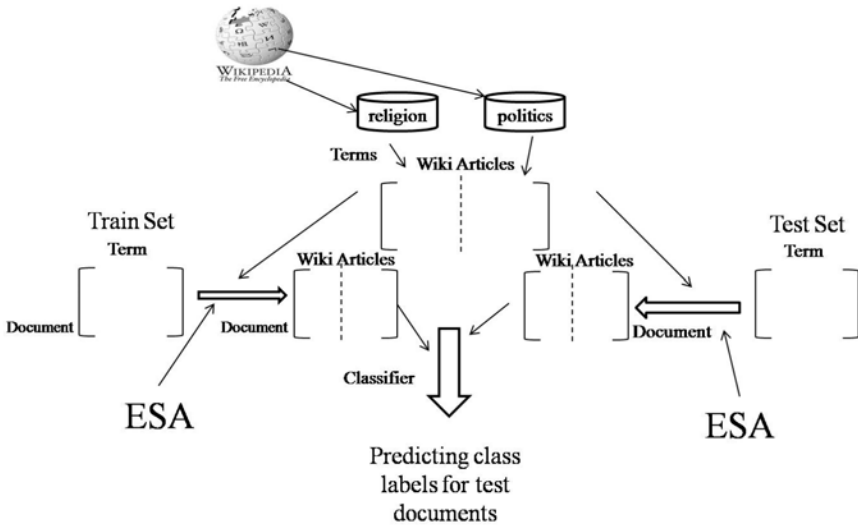 WIKIPEDIA
The Free Encyclopedia
religion
politics
Terms
Wiki Articles
Train Set
Term
Test Set
Term
Wiki Articles
Wiki Articles
Document
Document
Document
Classifier
ESA
ESA
Predicting class
labels for test
documents